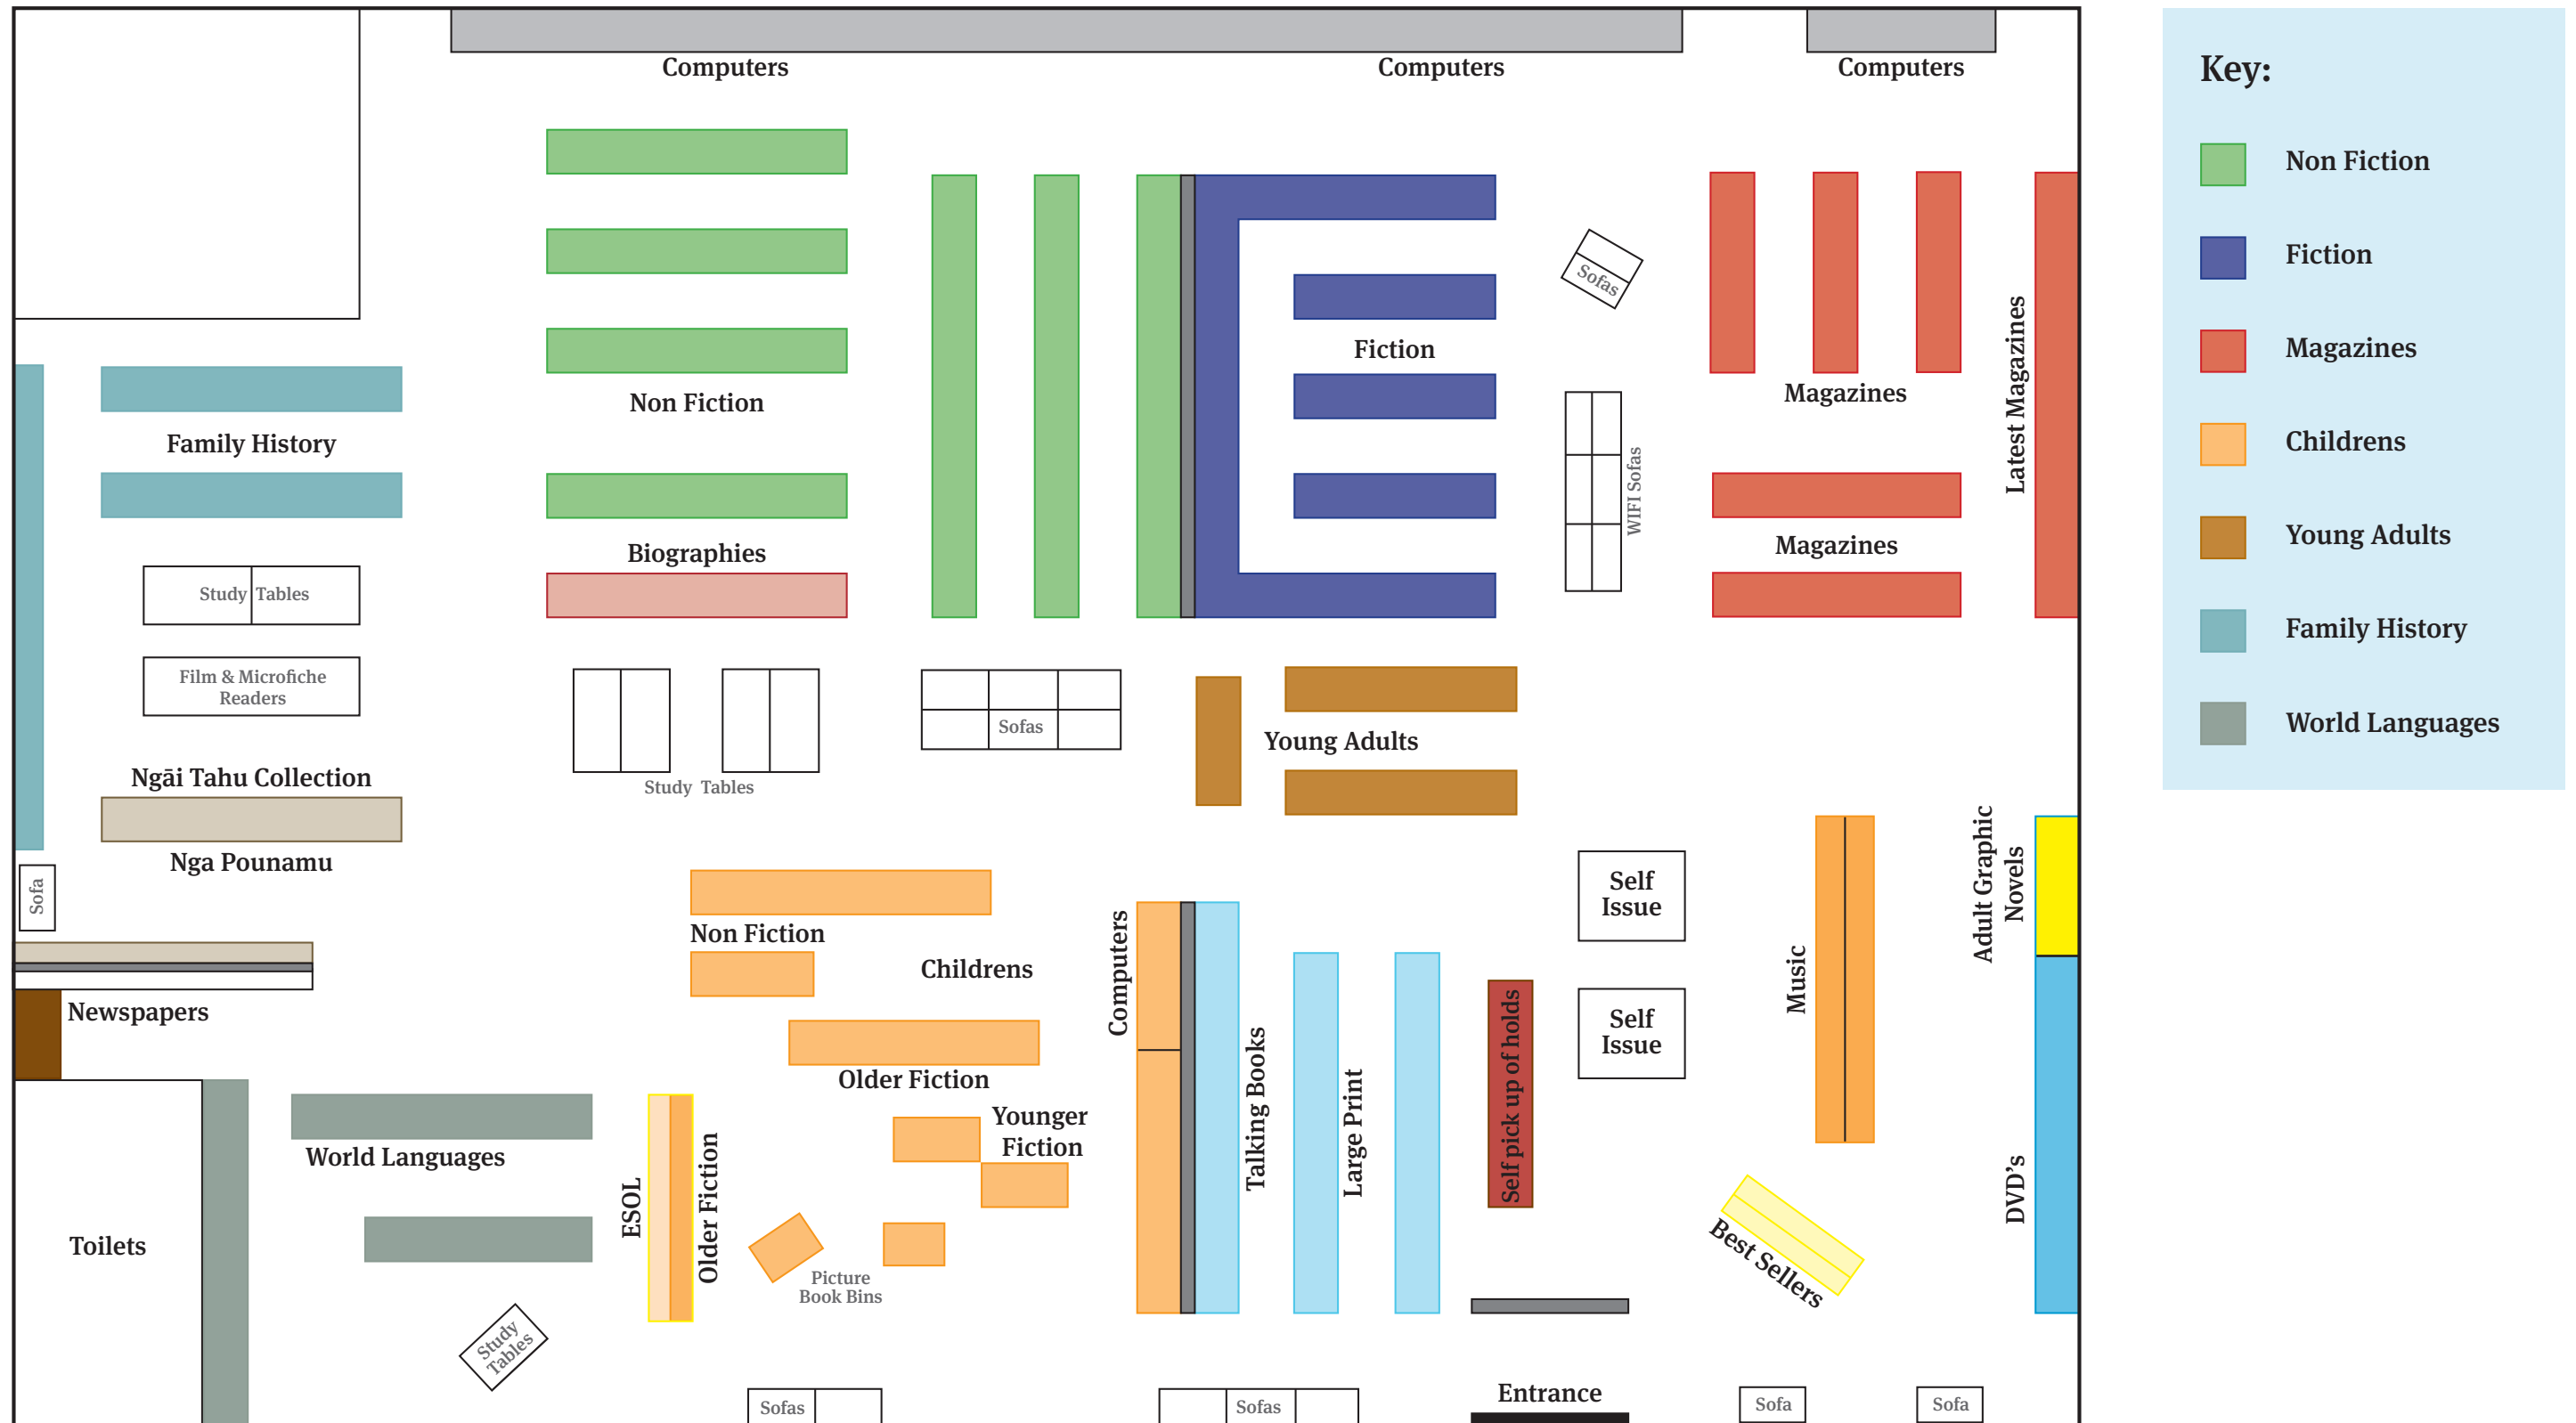 Computers
Computers
Computers
Non Fiction
Biographies
Fiction
Sofas
WIFI Sofas
Magazines
Magazines
Latest Magazines
Family History
Study Tables
Film & Microfiche
Readers
Ngāi Tahu Collection
Nga Pounamu
Sofa
Newspapers
Toilets
World Languages
Study
Tables
Study Tables
Sofas
Young Adults
Non Fiction
Childrens
Older Fiction
Younger
Fiction
ESOL
Older Fiction
Picture
Book Bins
Sofas
Computers
Talking Books
Large Print
Self pick up of holds
Self
Issue
Self
Issue
Music
Adult Graphic
Novels
DVD's
Best Sellers
Sofas
Entrance
Sofa
Sofa
Key:
Non Fiction
Fiction
Magazines
Childrens
Young Adults
Family History
World Languages